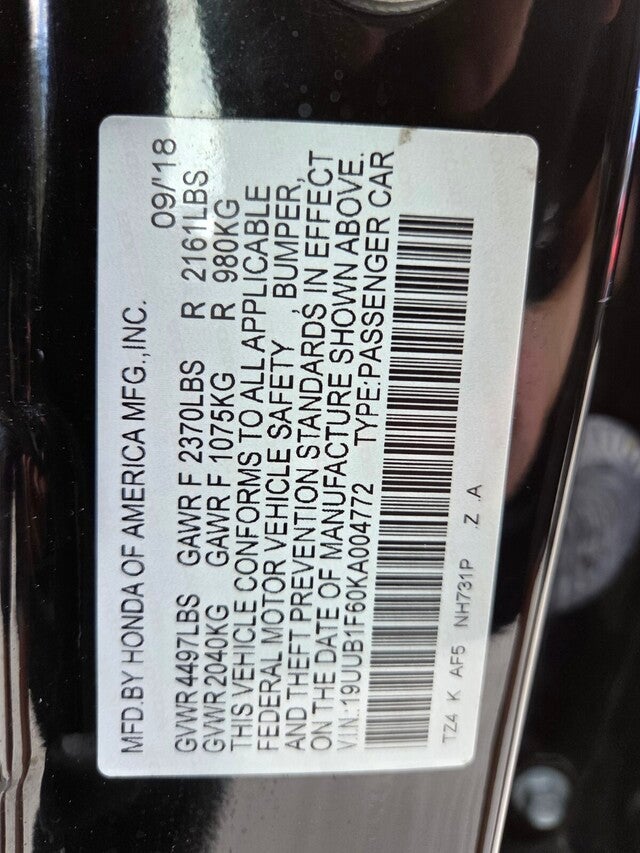 MFD.BY HONDA OF AMERICA MFG.,INC. 09/'18
GVWR 4497LBS GAWR F 2370LBS R 2161LBS
GVWR 2040KG GAWR F 1075KG R 980KG
THIS VEHICLE CONFORMS TO ALL APPLICABLE
FEDERAL MOTOR VEHICLE SAFETY , BUMPER,
AND THEFT PREVENTION STANDARDS IN EFFECT
ON THE DATE OF MANUFACTURE SHOWN ABOVE.
V.I.N:19UUB1F60KA004772 TYPE:PASSENGER CAR
TZ4 K AF5 NH731P .Z .A